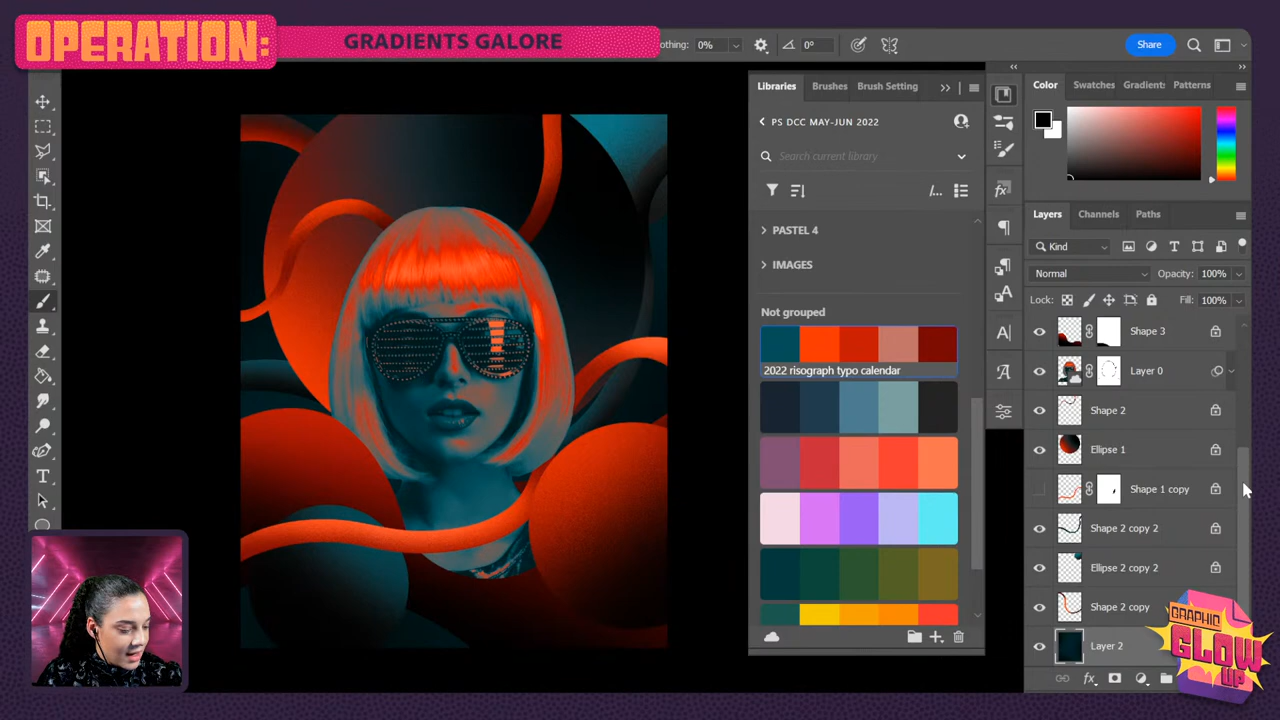 OPERATION:
GRADIENTS GALORE
othing: 0%
0°
Share
Libraries
Brushes
Brush Setting
PS DCC MAY-JUN 2022
Search current library
PASTEL 4
IMAGES
Not grouped
2022 risograph typo calendar
Color
Swatches
Gradient:
Patterns
Layers
Channels
Paths
Kind
Normal
Opacity: 100%
Lock:
Fill: 100%
Shape 3
Layer 0
Shape 2
Ellipse 1
Shape 1 copy
Shape 2 copy 2
Ellipse 2 copy 2
Shape 2 copy
Layer 2
GRAPHIC
GLOW
UP